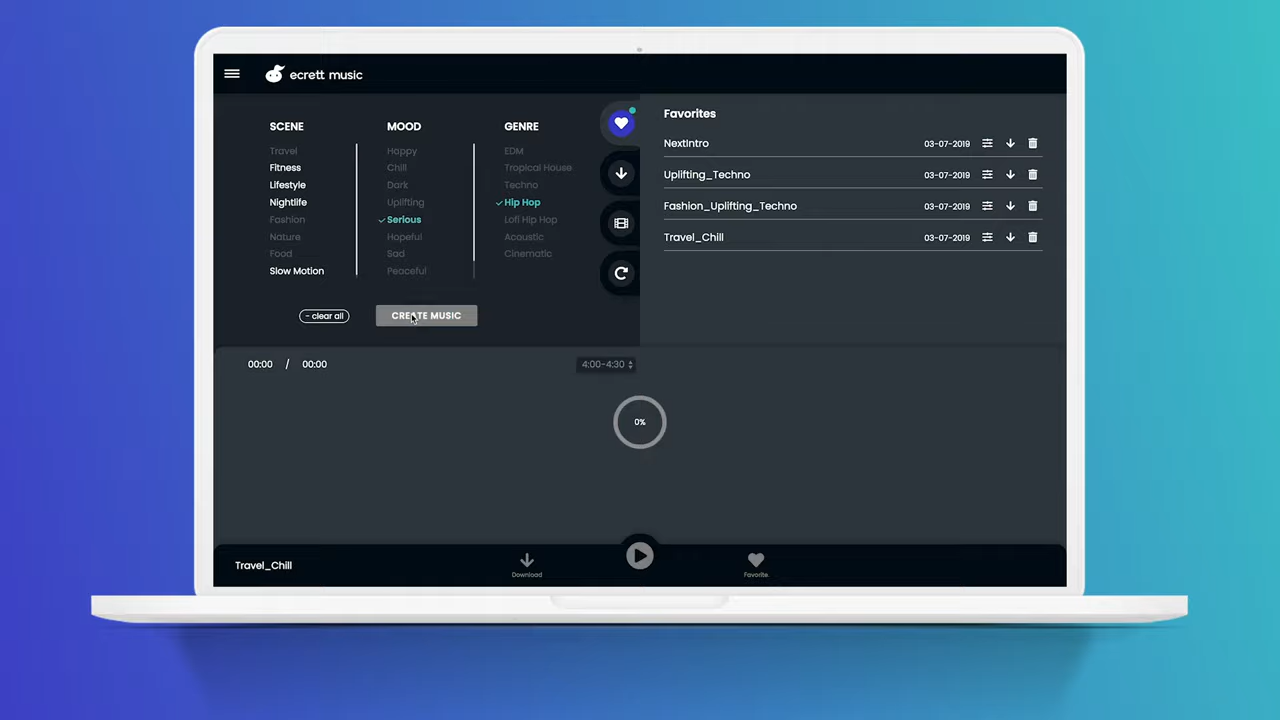 ecrett music
SCENE
Travel
Fitness
Lifestyle
Nightlife
Fashion
Nature
Food
Slow Motion
MOOD
Happy
Chill
Dark
Uplifting
Serious
Hopeful
Sad
Peaceful
GENRE
EDM
Tropical House
Techno
Hip Hop
Lofi Hip Hop
Acoustic
Cinematic
- clear all
CREATE MUSIC
Favorites
NextIntro 03-07-2019
Uplifting_Techno 03-07-2019
Fashion_Uplifting_Techno 03-07-2019
Travel_Chill 03-07-2019
00:00 / 00:00
4:00-4:30
0%
Travel_Chill
Download
Favorite.